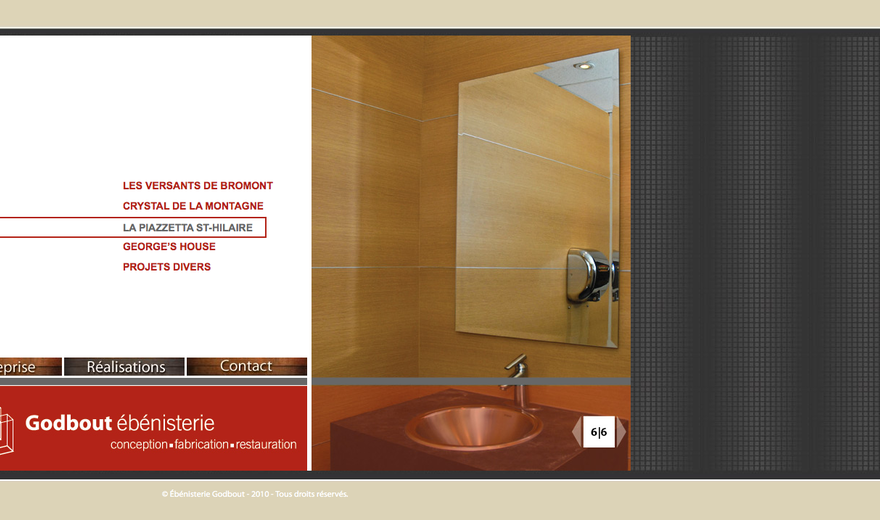 LES VERSANTS DE BROMONT
CRYSTAL DE LA MONTAGNE
LA PIAZZETTA ST-HILAIRE
GEORGE'S HOUSE
PROJETS DIVERS
eprise Réalisations Contact
Godbout ébénisterie
conception▪fabrication▪restauration
6|6
© Ébénisterie Godbout - 2010 - Tous droits réservés.